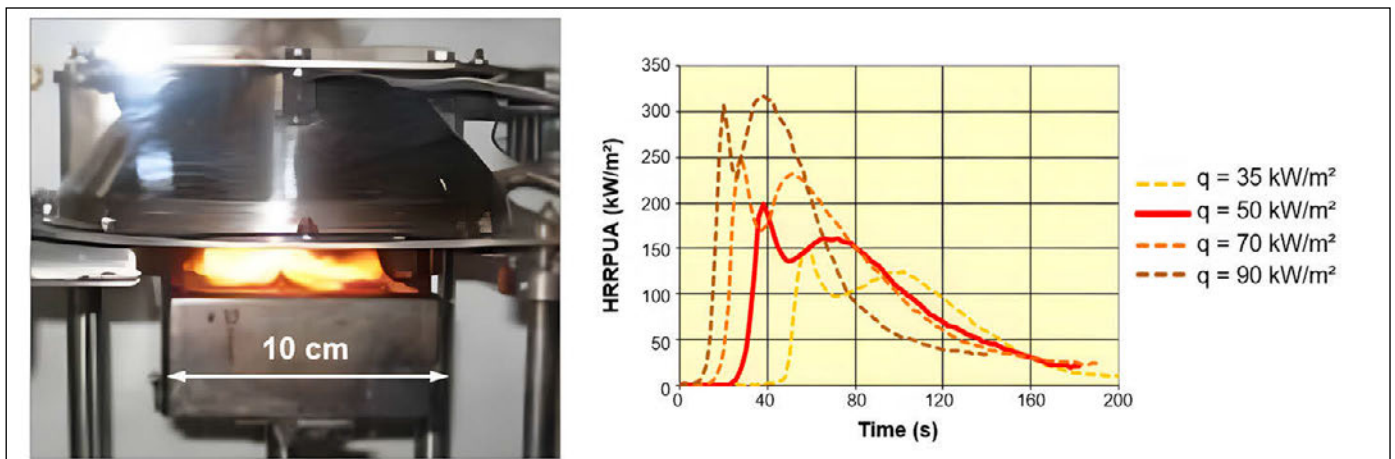 10 cm
HRRPUA (kW/m²)
350
300
250
200
150
100
50
0
0
40
80
120
160
200
Time (s)
q = 35 kW/m²
q = 50 kW/m²
q = 70 kW/m²
q = 90 kW/m²